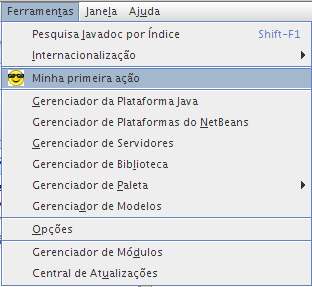 Ferramentas Janela Ajuda
Pesquisa Javadoc por Índice Shift-F1
Internacionalização
Minha primeira ação
Gerenciador da Plataforma Java
Gerenciador de Plataformas do NetBeans
Gerenciador de Servidores
Gerenciador de Biblioteca
Gerenciador de Paleta
Gerenciador de Modelos
Opções
Gerenciador de Módulos
Central de Atualizações